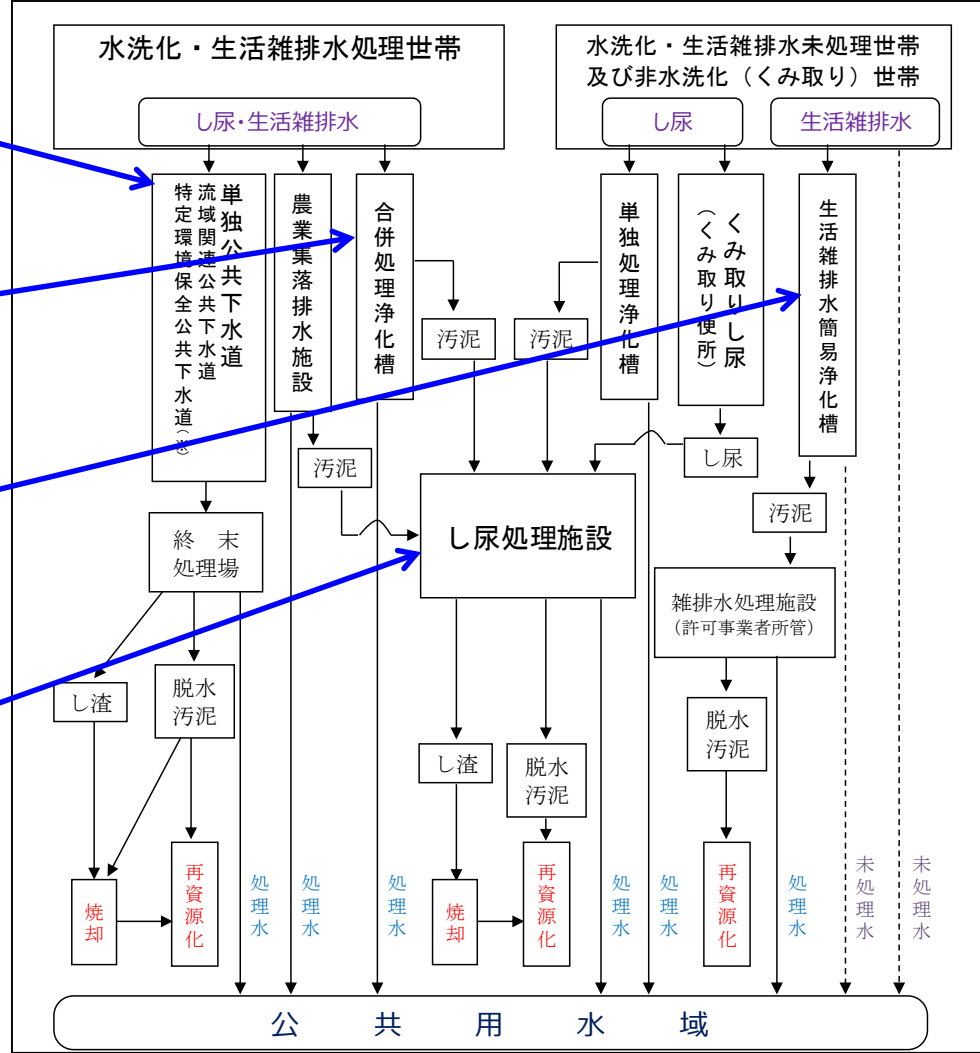 水洗化・生活雑排水処理世帯
し尿・生活雑排水
水洗化・生活雑排水未処理世帯
及び非水洗化（くみ取り）世帯
し尿
生活雑排水
単独公共下水道
流域関連公共下水道
特定環境保全公共下水道(※)
農業集落排水施設
合併処理浄化槽
単独処理浄化槽
くみ取りし尿
（くみ取り便所）
生活雑排水簡易浄化槽
汚泥
汚泥
汚泥
し尿
汚泥
終　末
処理場
し尿処理施設
雑排水処理施設
（許可事業者所管）
し渣
脱水
汚泥
し渣
脱水
汚泥
脱水
汚泥
焼却
再資源化
処理水
処理水
処理水
焼却
再資源化
処理水
処理水
再資源化
処理水
未処理水
未処理水
公　共　用　水　域